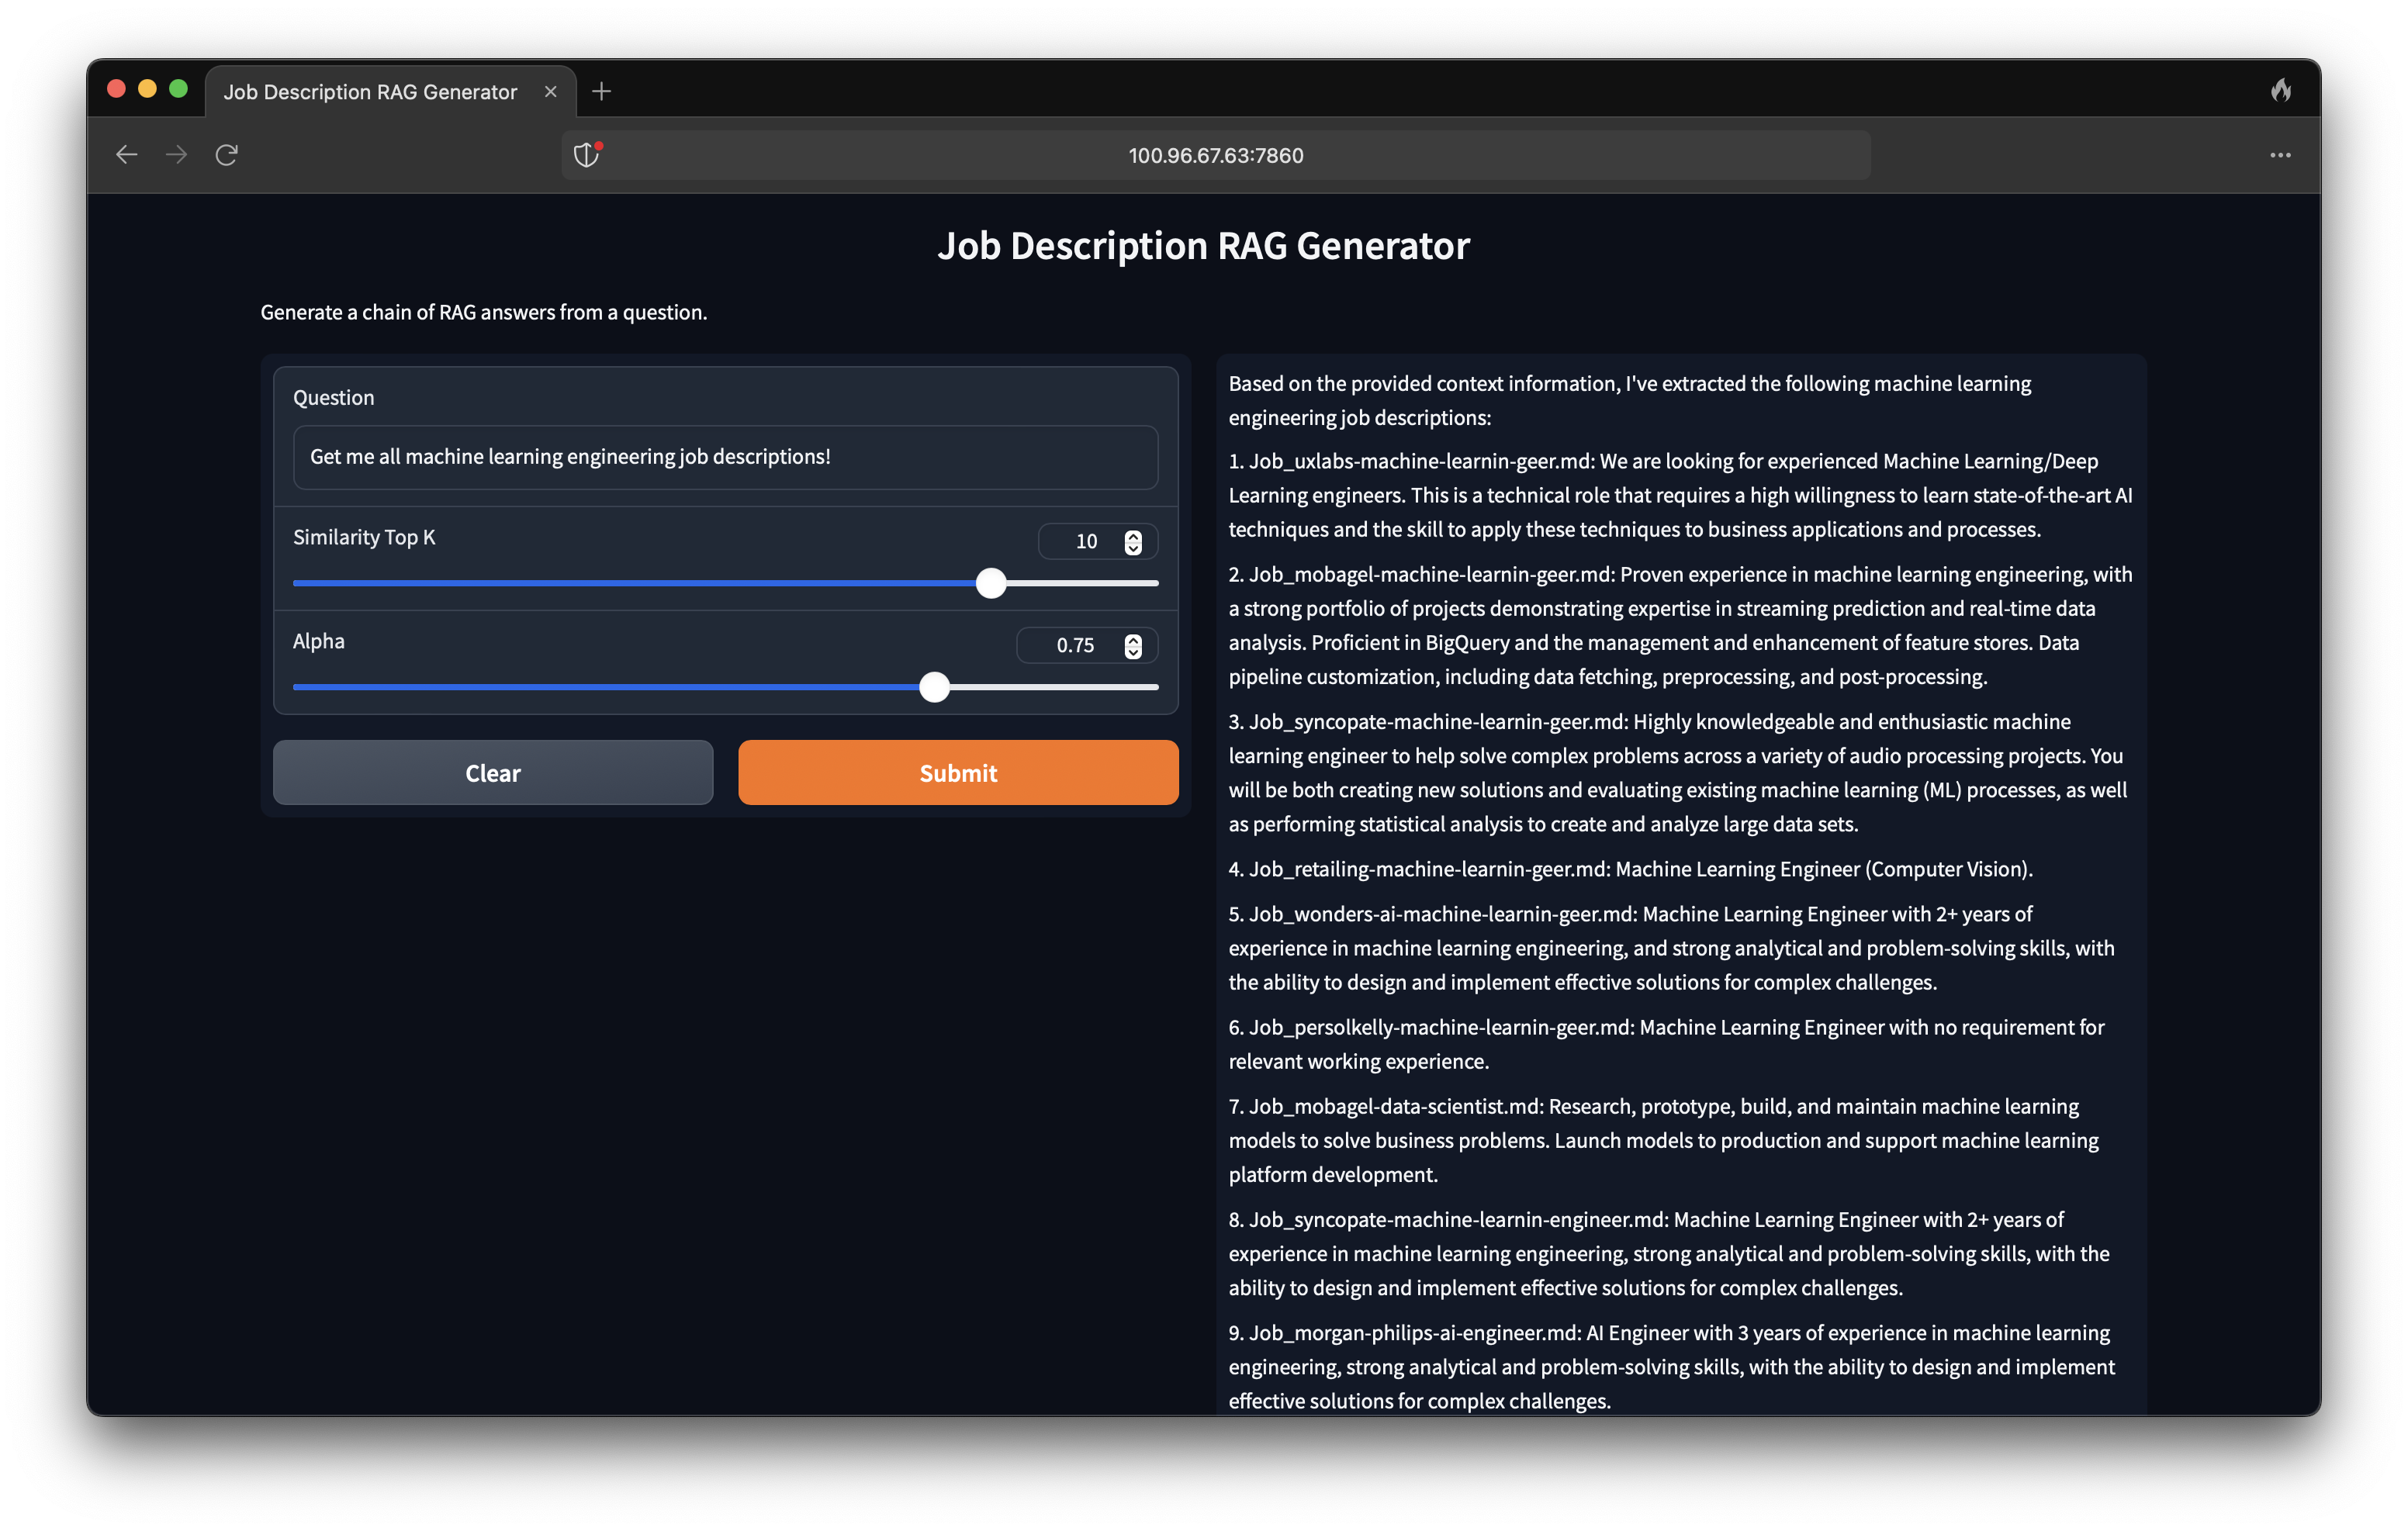 Job Description RAG Generator
100.96.67.63:7860
Job Description RAG Generator
Generate a chain of RAG answers from a question.
Question
Get me all machine learning engineering job descriptions!
Similarity Top K
10
Alpha
0.75
Clear
Submit
Based on the provided context information, I've extracted the following machine learning
engineering job descriptions:
1. Job_uxlabs-machine-learnin-geer.md: We are looking for experienced Machine Learning/Deep
Learning engineers. This is a technical role that requires a high willingness to learn state-of-the-art AI
techniques and the skill to apply these techniques to business applications and processes.
2. Job_mobagel-machine-learnin-geer.md: Proven experience in machine learning engineering, with
a strong portfolio of projects demonstrating expertise in streaming prediction and real-time data
analysis. Proficient in BigQuery and the management and enhancement of feature stores. Data
pipeline customization, including data fetching, preprocessing, and post-processing.
3. Job_syncopate-machine-learnin-geer.md: Highly knowledgeable and enthusiastic machine
learning engineer to help solve complex problems across a variety of audio processing projects. You
will be both creating new solutions and evaluating existing machine learning (ML) processes, as well
as performing statistical analysis to create and analyze large data sets.
4. Job_retailing-machine-learnin-geer.md: Machine Learning Engineer (Computer Vision).
5. Job_wonders-ai-machine-learnin-geer.md: Machine Learning Engineer with 2+ years of
experience in machine learning engineering, and strong analytical and problem-solving skills, with
the ability to design and implement effective solutions for complex challenges.
6. Job_persolkelly-machine-learnin-geer.md: Machine Learning Engineer with no requirement for
relevant working experience.
7. Job_mobagel-data-scientist.md: Research, prototype, build, and maintain machine learning
models to solve business problems. Launch models to production and support machine learning
platform development.
8. Job_syncopate-machine-learnin-engineer.md: Machine Learning Engineer with 2+ years of
experience in machine learning engineering, strong analytical and problem-solving skills, with the
ability to design and implement effective solutions for complex challenges.
9. Job_morgan-philips-ai-engineer.md: AI Engineer with 3 years of experience in machine learning
engineering, strong analytical and problem-solving skills, with the ability to design and implement
effective solutions for complex challenges.